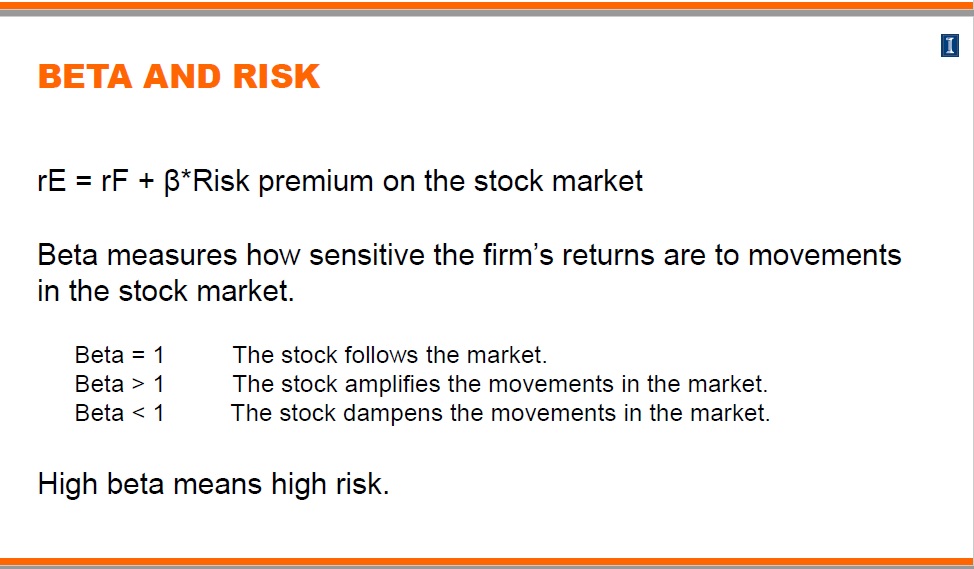 I
BETA AND RISK
rE = rF + β*Risk premium on the stock market
Beta measures how sensitive the firm’s returns are to movements
in the stock market.
Beta = 1 The stock follows the market.
Beta > 1 The stock amplifies the movements in the market.
Beta < 1 The stock dampens the movements in the market.
High beta means high risk.